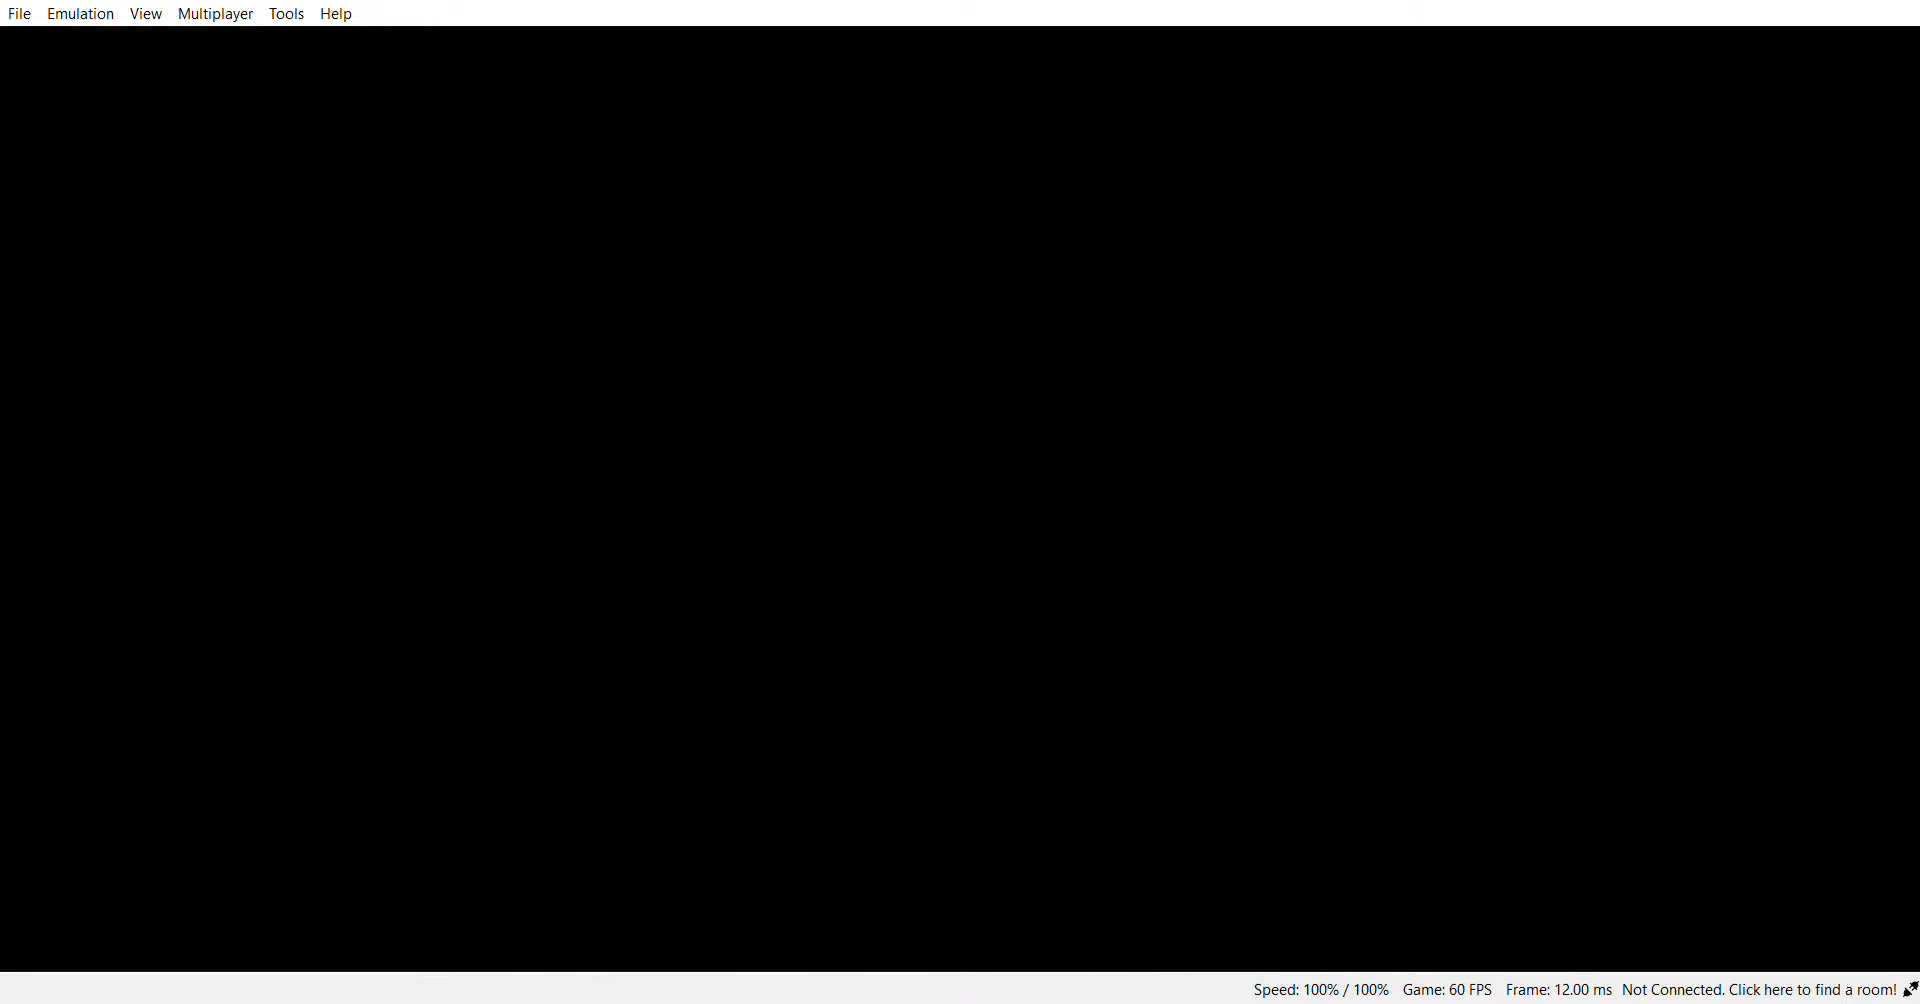 File Emulation View Multiplayer Tools Help
Speed: 100% / 100% Game: 60 FPS Frame: 12.00 ms Not Connected. Click here to find a room!